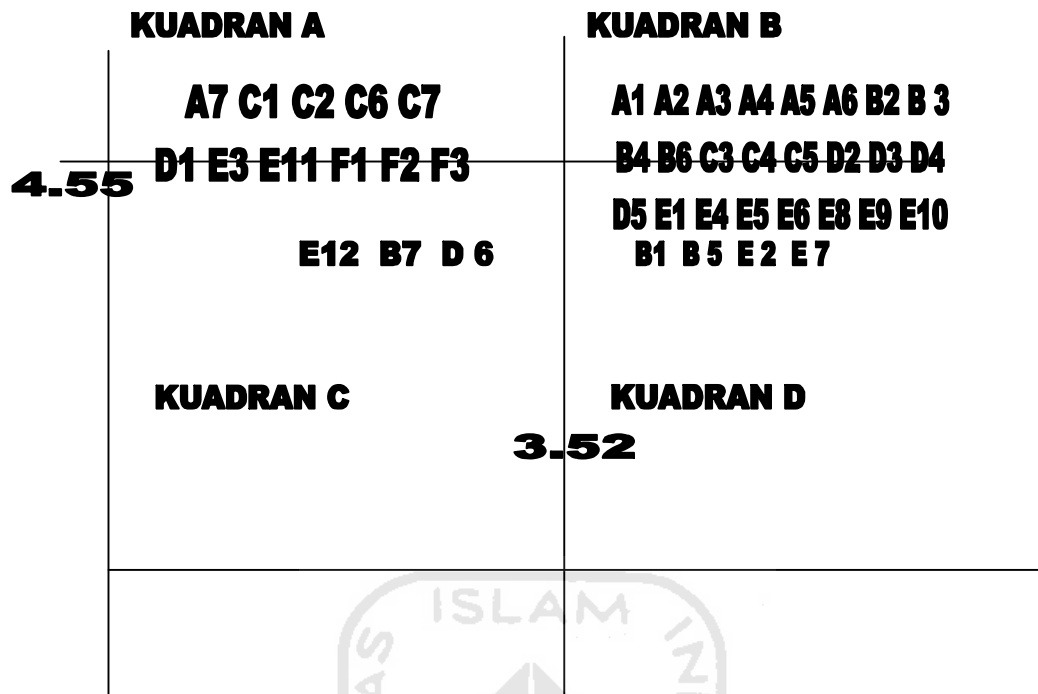 KUADRAN A
KUADRAN B
A7 C1 C2 C6 C7
A1 A2 A3 A4 A5 A6 B2 B 3
D1 E3 E11 F1 F2 F3
B4 B6 C3 C4 C5 D2 D3 D4
4.55
D5 E1 E4 E5 E6 E8 E9 E10
E12 B7 D 6
B1 B 5 E 2 E 7
KUADRAN C
KUADRAN D
3.52
ISLAM